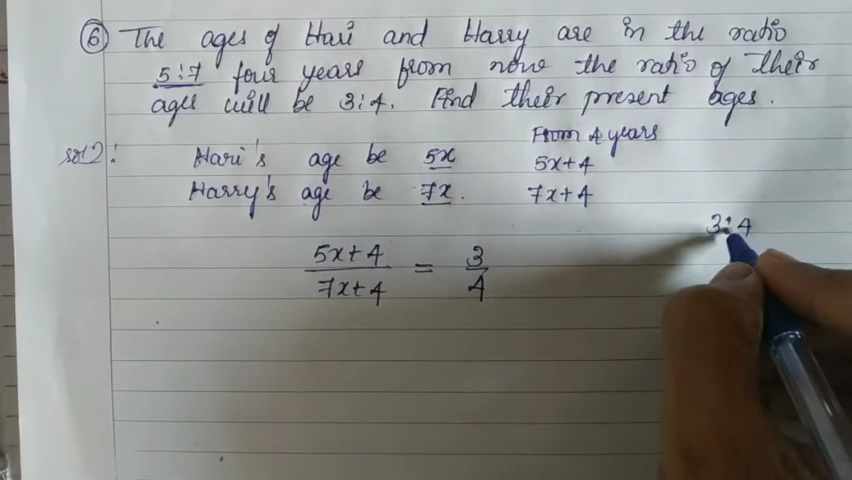 6 The ages of Hari and Harry are in the ratio
5:7 four years from now the ratio of their
ages will be 3:4. Find their present ages.
From 4 years
sol): Hari's age be 5x 5x+4
Harry's age be 7x. 7x+4
3:4
5x+4 / 7x+4 = 3/4